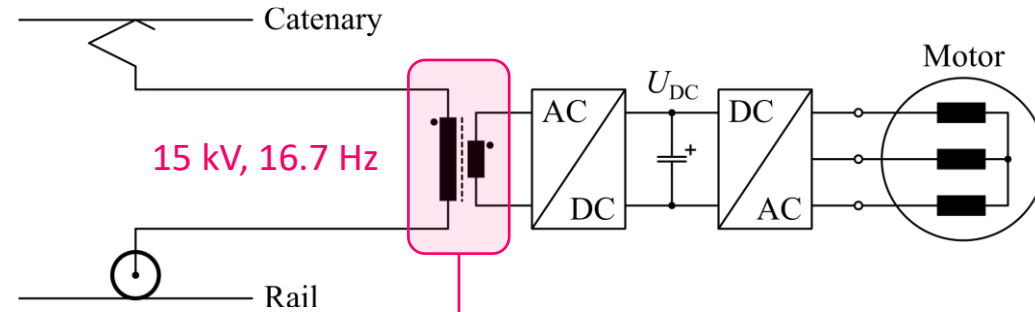 Catenary
Motor
U_DC
AC
DC
15 kV, 16.7 Hz
+
DC
AC
Rail